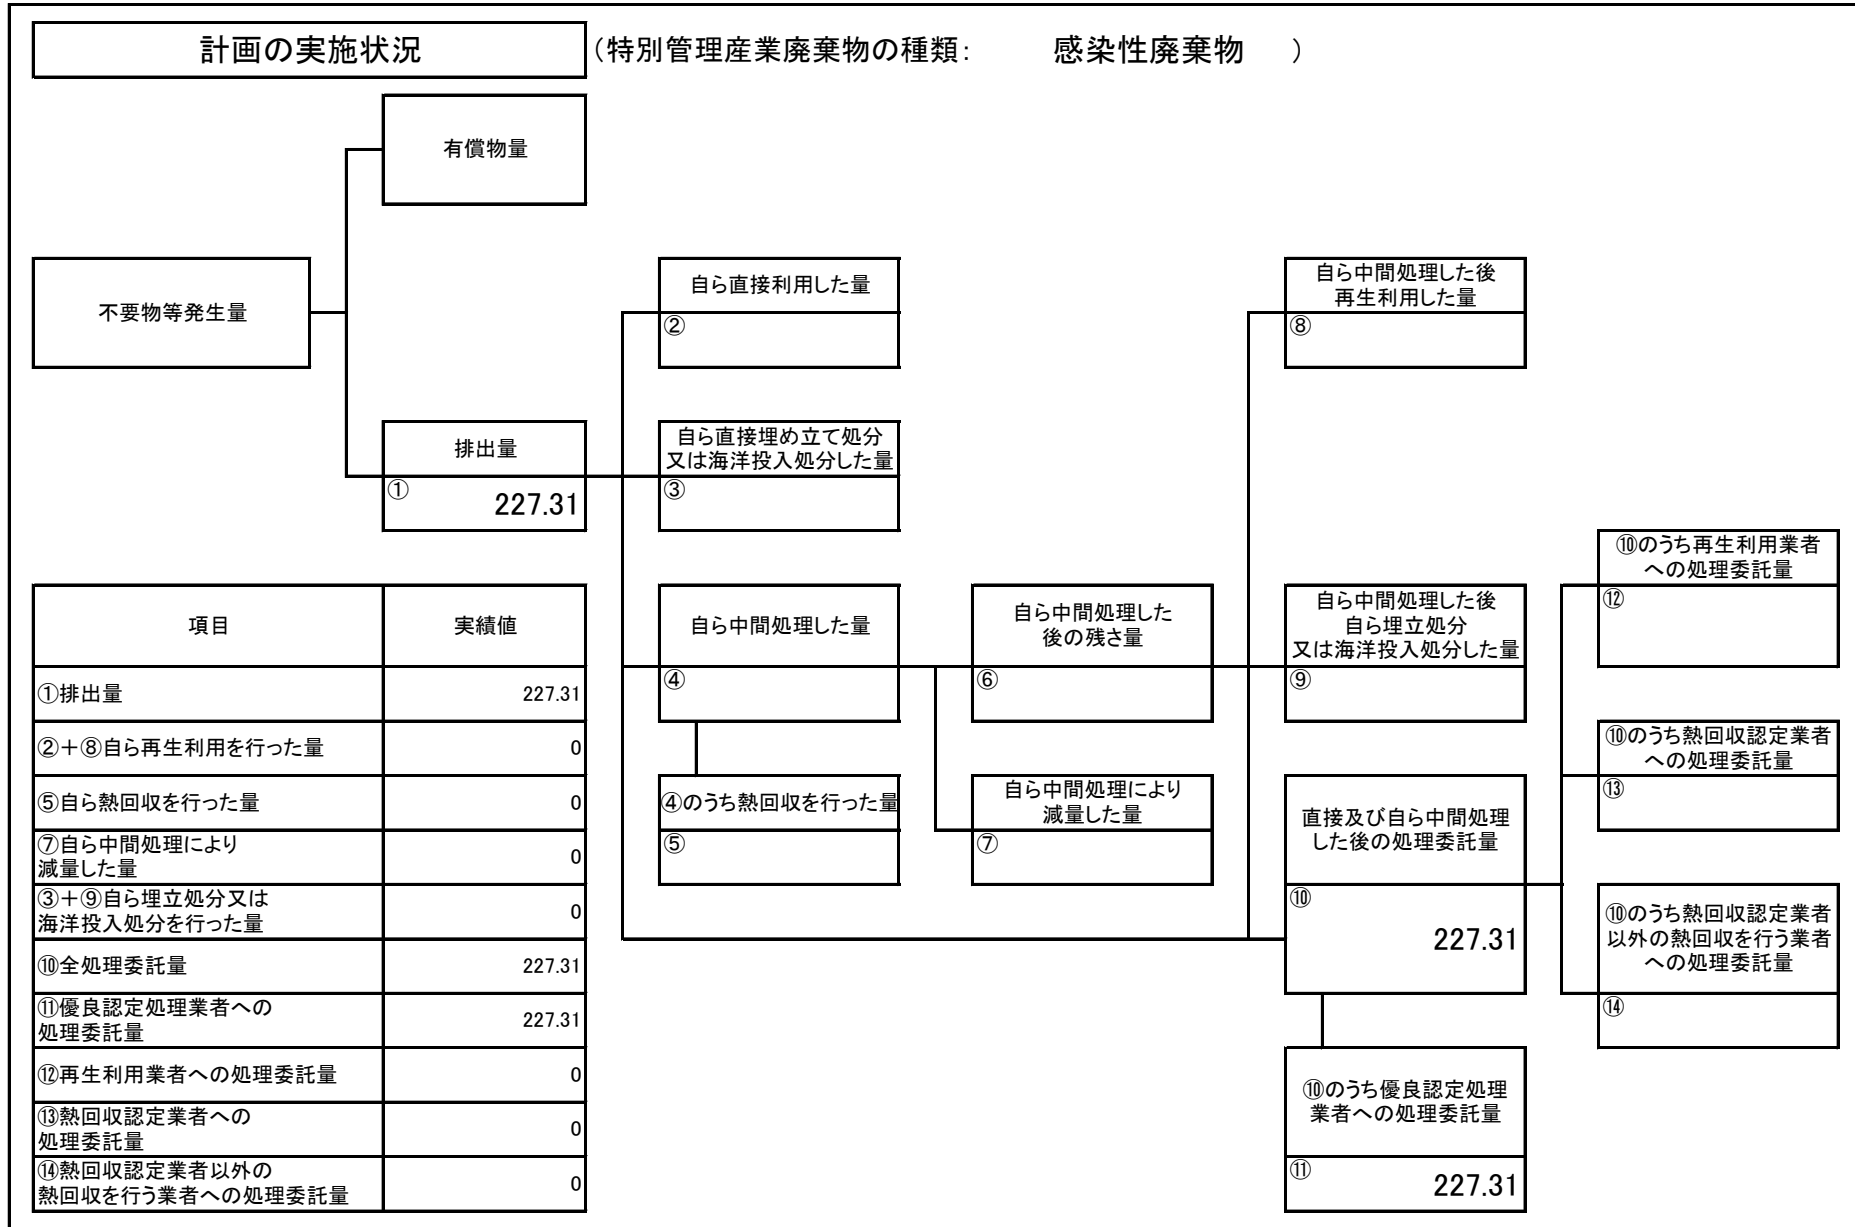 計画の実施状況
（特別管理産業廃棄物の種類： 感染性廃棄物 ）
有償物量
不要物等発生量
自ら直接利用した量
②
自ら中間処理した後
再生利用した量
⑧
排出量
① 227.31
自ら直接埋め立て処分
又は海洋投入処分した量
③
⑩のうち再生利用業者
への処理委託量
⑫
自ら中間処理した量
④
自ら中間処理した
後の残さ量
⑥
自ら中間処理した後
自ら埋立処分
又は海洋投入処分した量
⑨
⑩のうち熱回収認定業者
への処理委託量
⑬
④のうち熱回収を行った量
⑤
自ら中間処理により
減量した量
⑦
直接及び自ら中間処理
した後の処理委託量
⑩
227.31
⑩のうち熱回収認定業者
以外の熱回収を行う業者
への処理委託量
⑭
⑩のうち優良認定処理
業者への処理委託量
⑪
227.31
項目 実績値
①排出量 227.31
②＋⑧自ら再生利用を行った量 0
⑤自ら熱回収を行った量 0
⑦自ら中間処理により
減量した量 0
③＋⑨自ら埋立処分又は
海洋投入処分を行った量 0
⑩全処理委託量 227.31
⑪優良認定処理業者への
処理委託量 227.31
⑫再生利用業者への処理委託量 0
⑬熱回収認定業者への
処理委託量 0
⑭熱回収認定業者以外の
熱回収を行う業者への処理委託量 0